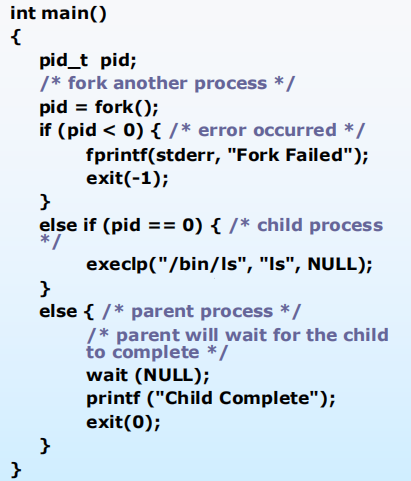 int main()
{
pid_t  pid;
/* fork another process */
pid = fork();
if (pid < 0) { /* error occurred */
fprintf(stderr, "Fork Failed");
exit(-1);
}
else if (pid == 0) { /* child process
*/
execlp("/bin/ls", "ls", NULL);
}
else { /* parent process */
/* parent will wait for the child
to complete */
wait (NULL);
printf ("Child Complete");
exit(0);
}
}